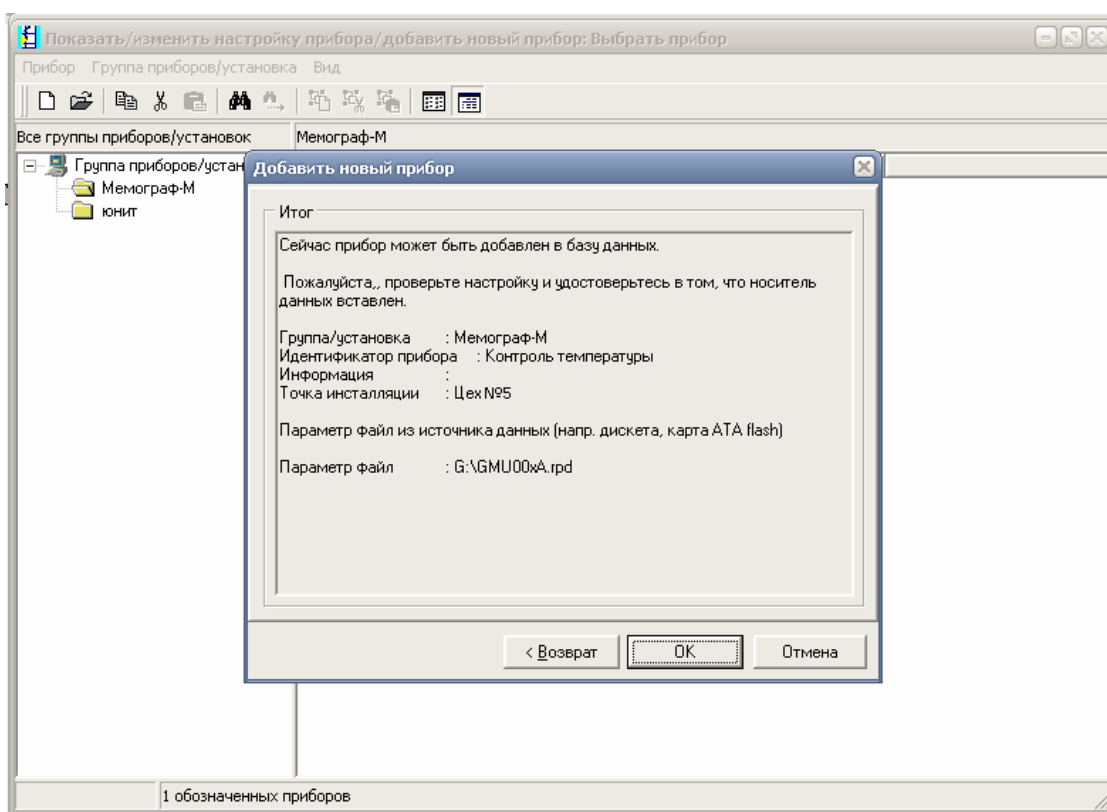 Показать/изменить настройку прибора/добавить новый прибор: Выбрать прибор
Прибор Группа приборов/установка Вид
Все группы приборов/установок Мемограф-М
Группа приборов/устан
Мемограф-М
юнит
Добавить новый прибор
Итог
Сейчас прибор может быть добавлен в базу данных.
Пожалуйста,, проверьте настройку и удостоверьтесь в том, что носитель
данных вставлен.
Группа/установка : Мемограф-М
Идентификатор прибора : Контроль температуры
Информация :
Точка инсталляции : Цех №5
Параметр файл из источника данных (напр. дискета, карта ATA flash)
Параметр файл : G:\GMU00xA.rpd
< Возврат OK Отмена
1 обозначенных приборов